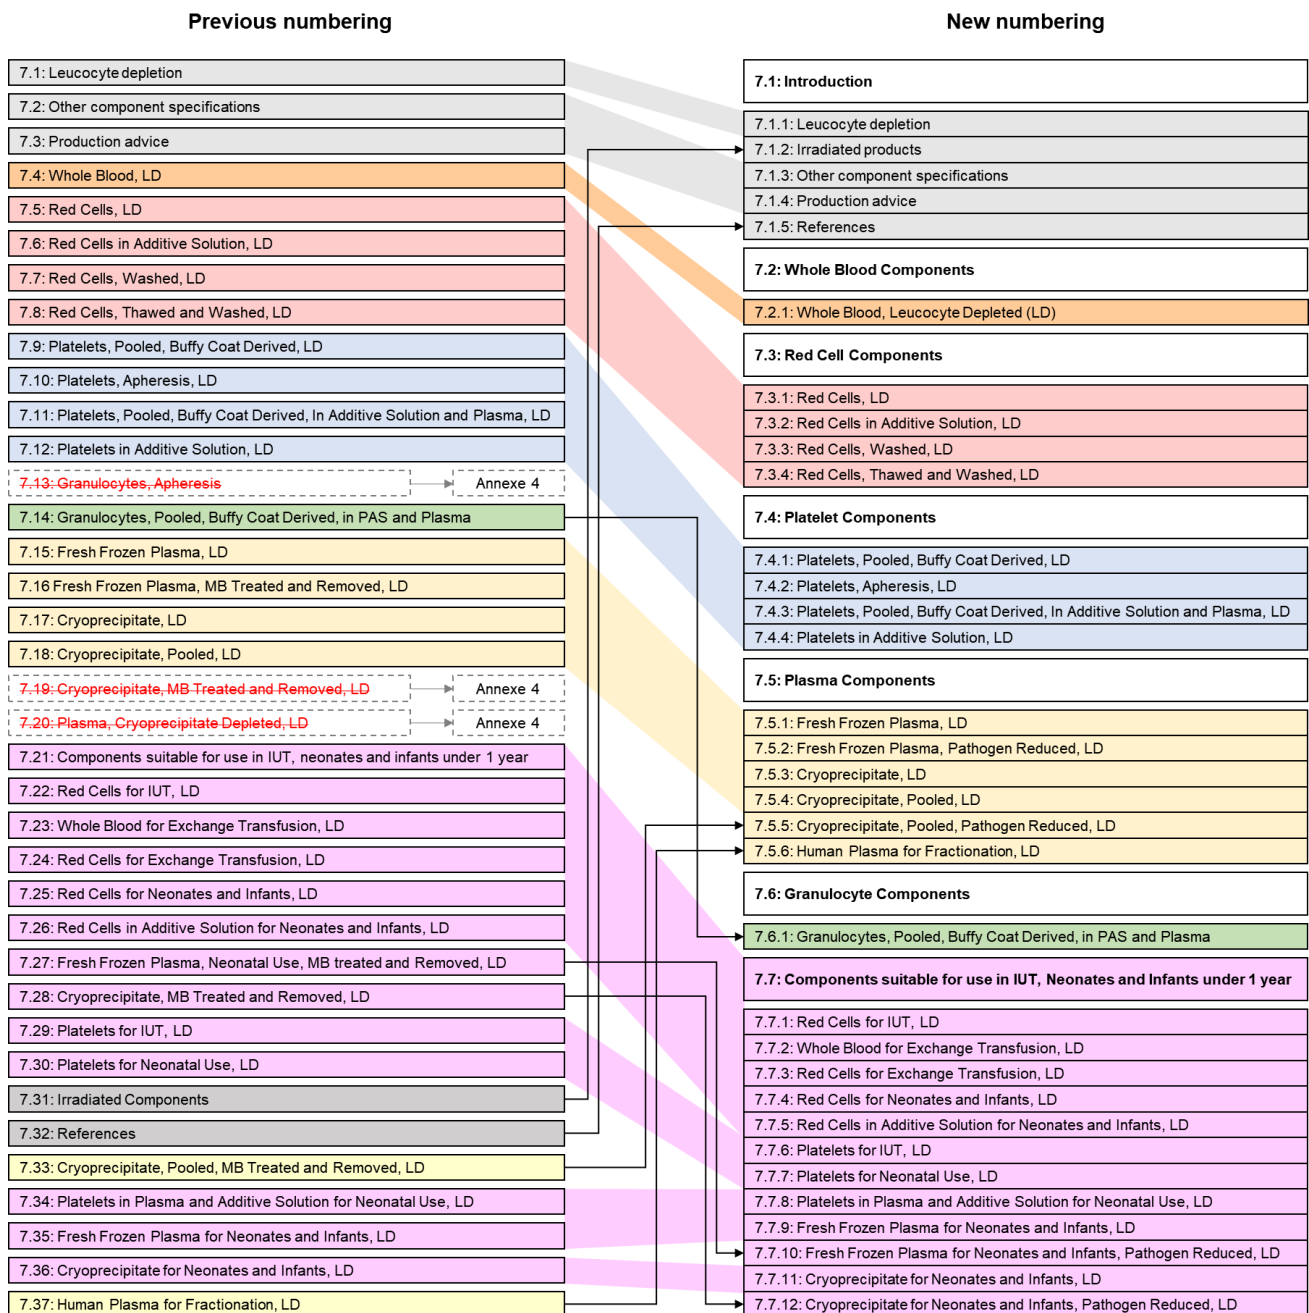 Previous numbering
7.1: Leucocyte depletion
7.2: Other component specifications
7.3: Production advice
7.4: Whole Blood, LD
7.5: Red Cells, LD
7.6: Red Cells in Additive Solution, LD
7.7: Red Cells, Washed, LD
7.8: Red Cells, Thawed and Washed, LD
7.9: Platelets, Pooled, Buffy Coat Derived, LD
7.10: Platelets, Apheresis, LD
7.11: Platelets, Pooled, Buffy Coat Derived, In Additive Solution and Plasma, LD
7.12: Platelets in Additive Solution, LD
7.13: Granulocytes, Apheresis
Annexe 4
7.14: Granulocytes, Pooled, Buffy Coat Derived, in PAS and Plasma
7.15: Fresh Frozen Plasma, LD
7.16 Fresh Frozen Plasma, MB Treated and Removed, LD
7.17: Cryoprecipitate, LD
7.18: Cryoprecipitate, Pooled, LD
7.19: Cryoprecipitate, MB Treated and Removed, LD
Annexe 4
7.20: Plasma, Cryoprecipitate Depleted, LD
Annexe 4
7.21: Components suitable for use in IUT, neonates and infants under 1 year
7.22: Red Cells for IUT, LD
7.23: Whole Blood for Exchange Transfusion, LD
7.24: Red Cells for Exchange Transfusion, LD
7.25: Red Cells for Neonates and Infants, LD
7.26: Red Cells in Additive Solution for Neonates and Infants, LD
7.27: Fresh Frozen Plasma, Neonatal Use, MB treated and Removed, LD
7.28: Cryoprecipitate, MB Treated and Removed, LD
7.29: Platelets for IUT, LD
7.30: Platelets for Neonatal Use, LD
7.31: Irradiated Components
7.32: References
7.33: Cryoprecipitate, Pooled, MB Treated and Removed, LD
7.34: Platelets in Plasma and Additive Solution for Neonatal Use, LD
7.35: Fresh Frozen Plasma for Neonates and Infants, LD
7.36: Cryoprecipitate for Neonates and Infants, LD
7.37: Human Plasma for Fractionation, LD
New numbering
7.1: Introduction
7.1.1: Leucocyte depletion
7.1.2: Irradiated products
7.1.3: Other component specifications
7.1.4: Production advice
7.1.5: References
7.2: Whole Blood Components
7.2.1: Whole Blood, Leucocyte Depleted (LD)
7.3: Red Cell Components
7.3.1: Red Cells, LD
7.3.2: Red Cells in Additive Solution, LD
7.3.3: Red Cells, Washed, LD
7.3.4: Red Cells, Thawed and Washed, LD
7.4: Platelet Components
7.4.1: Platelets, Pooled, Buffy Coat Derived, LD
7.4.2: Platelets, Apheresis, LD
7.4.3: Platelets, Pooled, Buffy Coat Derived, In Additive Solution and Plasma, LD
7.4.4: Platelets in Additive Solution, LD
7.5: Plasma Components
7.5.1: Fresh Frozen Plasma, LD
7.5.2: Fresh Frozen Plasma, Pathogen Reduced, LD
7.5.3: Cryoprecipitate, LD
7.5.4: Cryoprecipitate, Pooled, LD
7.5.5: Cryoprecipitate, Pooled, Pathogen Reduced, LD
7.5.6: Human Plasma for Fractionation, LD
7.6: Granulocyte Components
7.6.1: Granulocytes, Pooled, Buffy Coat Derived, in PAS and Plasma
7.7: Components suitable for use in IUT, Neonates and Infants under 1 year
7.7.1: Red Cells for IUT, LD
7.7.2: Whole Blood for Exchange Transfusion, LD
7.7.3: Red Cells for Exchange Transfusion, LD
7.7.4: Red Cells for Neonates and Infants, LD
7.7.5: Red Cells in Additive Solution for Neonates and Infants, LD
7.7.6: Platelets for IUT, LD
7.7.7: Platelets for Neonatal Use, LD
7.7.8: Platelets in Plasma and Additive Solution for Neonatal Use, LD
7.7.9: Fresh Frozen Plasma for Neonates and Infants, LD
7.7.10: Fresh Frozen Plasma for Neonates and Infants, Pathogen Reduced, LD
7.7.11: Cryoprecipitate for Neonates and Infants, LD
7.7.12: Cryoprecipitate for Neonates and Infants, Pathogen Reduced, LD